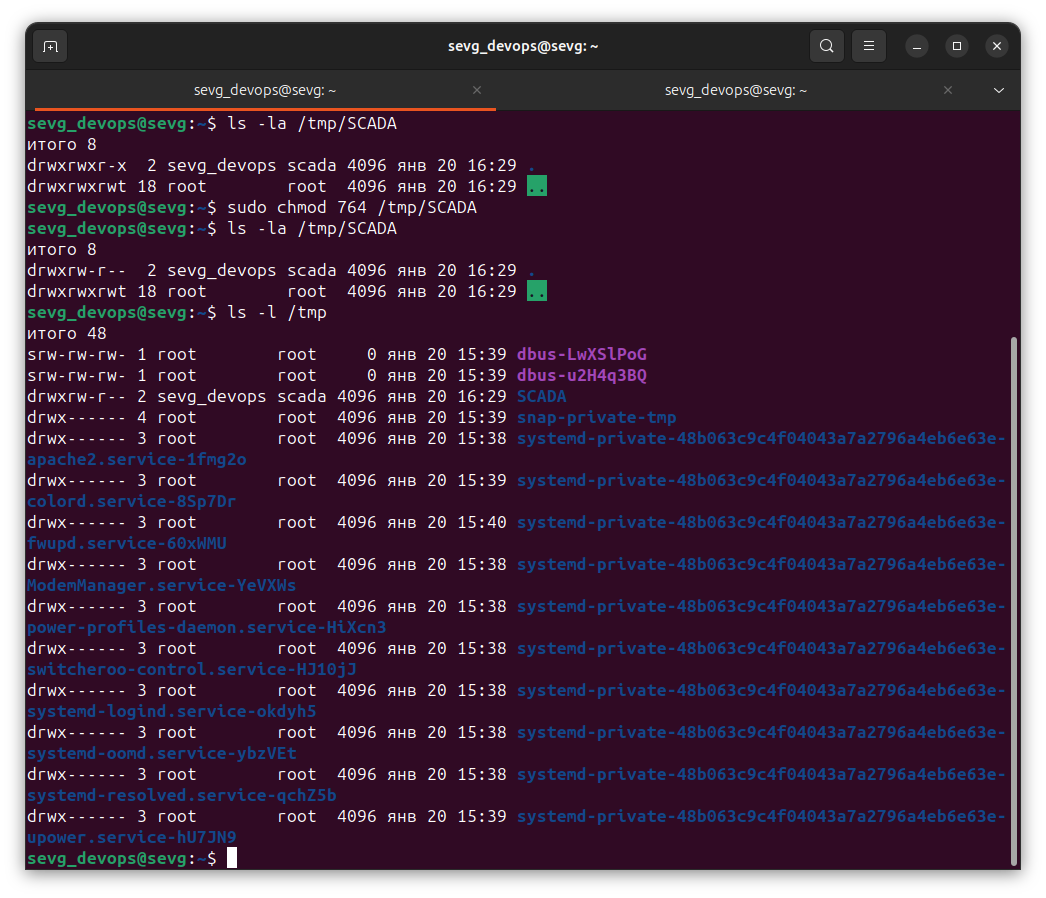 sevg_devops@sevg: ~
sevg_devops@sevg: ~
sevg_devops@sevg: ~
sevg_devops@sevg:~$ ls -la /tmp/SCADA
итого 8
drwxrwxr-x  2 sevg_devops scada 4096 янв 20 16:29 .
drwxrwxrwt 18 root        root  4096 янв 20 16:29 ..
sevg_devops@sevg:~$ sudo chmod 764 /tmp/SCADA
sevg_devops@sevg:~$ ls -la /tmp/SCADA
итого 8
drwxrw-r--  2 sevg_devops scada 4096 янв 20 16:29 .
drwxrwxrwt 18 root        root  4096 янв 20 16:29 ..
sevg_devops@sevg:~$ ls -l /tmp
итого 48
srw-rw-rw- 1 root        root     0 янв 20 15:39 dbus-LwXSlPoG
srw-rw-rw- 1 root        root     0 янв 20 15:39 dbus-u2H4q3BQ
drwxrw-r-- 2 sevg_devops scada 4096 янв 20 16:29 SCADA
drwx------ 4 root        root  4096 янв 20 15:39 snap-private-tmp
drwx------ 3 root        root  4096 янв 20 15:38 systemd-private-48b063c9c4f04043a7a2796a4eb6e63e-
apache2.service-1fmg2o
drwx------ 3 root        root  4096 янв 20 15:39 systemd-private-48b063c9c4f04043a7a2796a4eb6e63e-
colord.service-8Sp7Dr
drwx------ 3 root        root  4096 янв 20 15:40 systemd-private-48b063c9c4f04043a7a2796a4eb6e63e-
fwupd.service-60xWMU
drwx------ 3 root        root  4096 янв 20 15:38 systemd-private-48b063c9c4f04043a7a2796a4eb6e63e-
ModemManager.service-YeVXWs
drwx------ 3 root        root  4096 янв 20 15:38 systemd-private-48b063c9c4f04043a7a2796a4eb6e63e-
power-profiles-daemon.service-HiXcn3
drwx------ 3 root        root  4096 янв 20 15:38 systemd-private-48b063c9c4f04043a7a2796a4eb6e63e-
switcheroo-control.service-HJ10jJ
drwx------ 3 root        root  4096 янв 20 15:38 systemd-private-48b063c9c4f04043a7a2796a4eb6e63e-
systemd-logind.service-okdyh5
drwx------ 3 root        root  4096 янв 20 15:38 systemd-private-48b063c9c4f04043a7a2796a4eb6e63e-
systemd-oomd.service-ybzVEt
drwx------ 3 root        root  4096 янв 20 15:38 systemd-private-48b063c9c4f04043a7a2796a4eb6e63e-
systemd-resolved.service-qchZ5b
drwx------ 3 root        root  4096 янв 20 15:39 systemd-private-48b063c9c4f04043a7a2796a4eb6e63e-
upower.service-hU7JN9
sevg_devops@sevg:~$